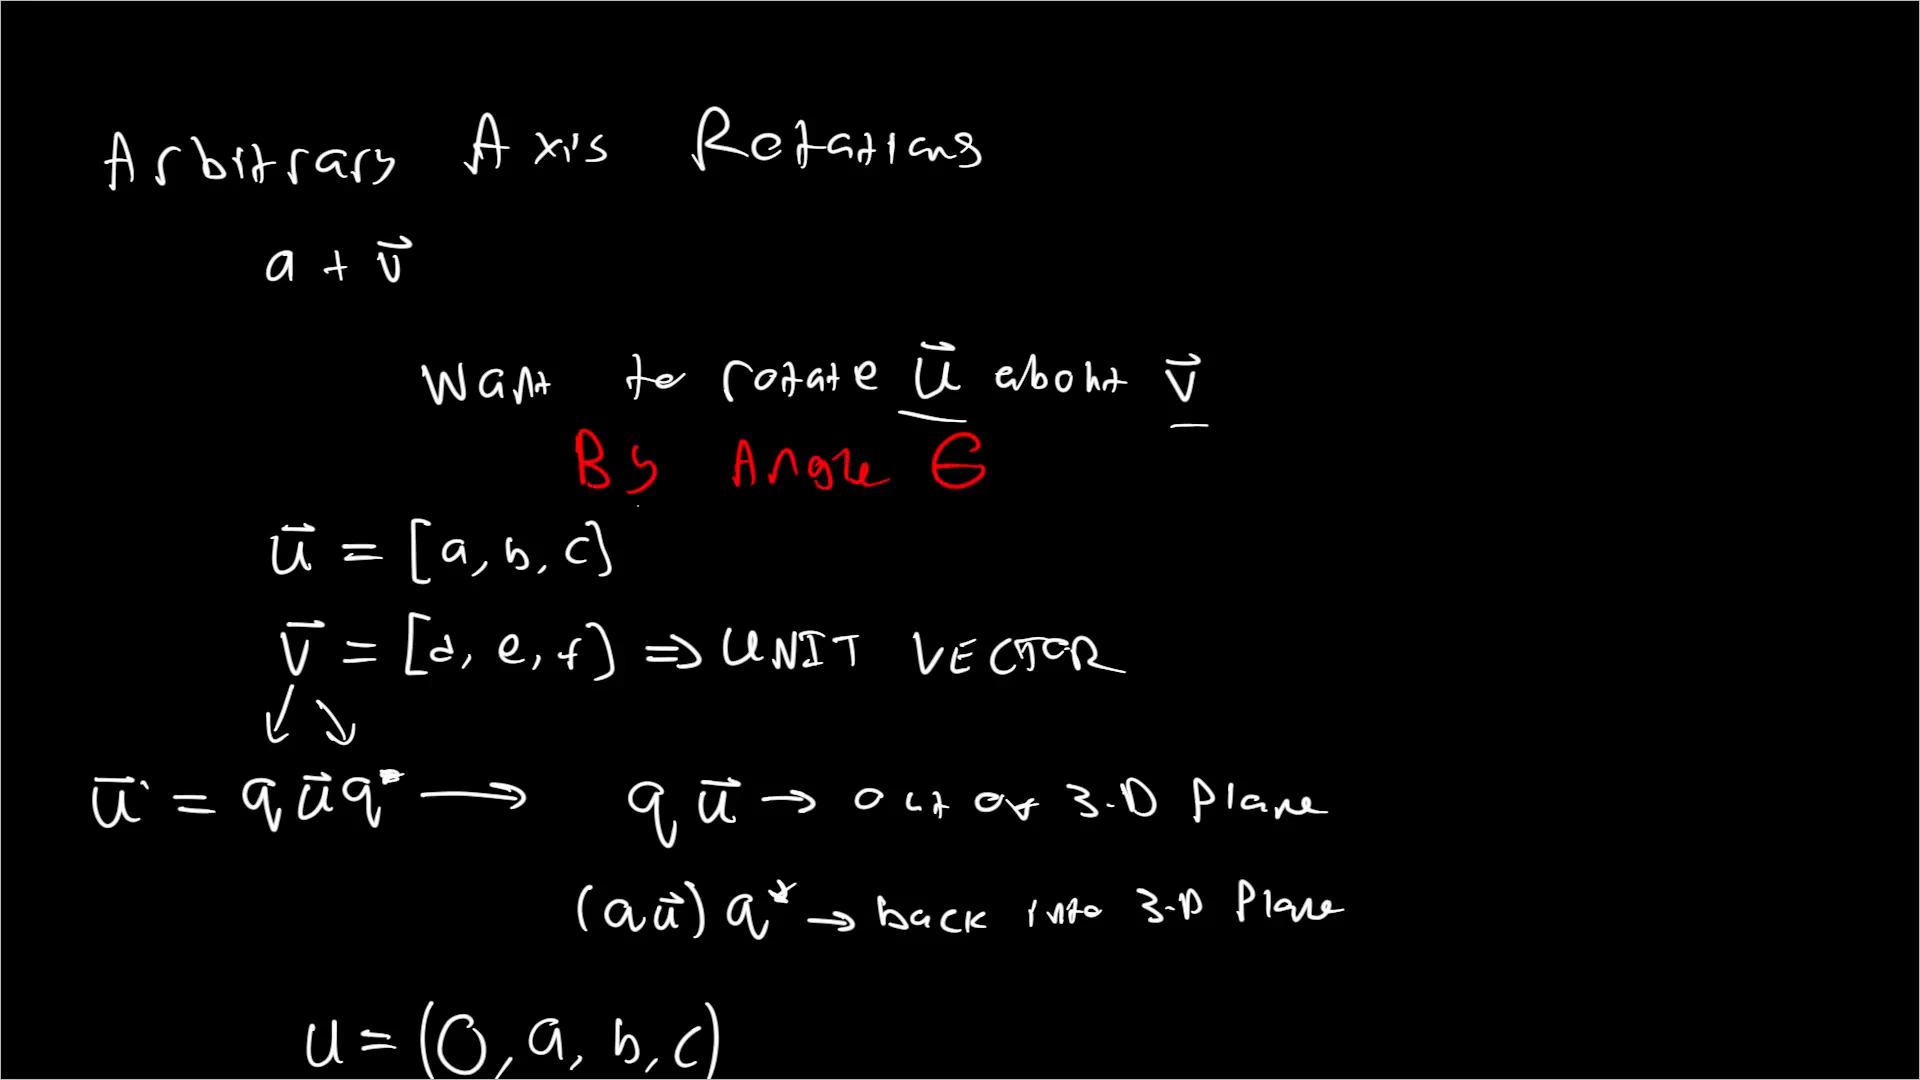 Arbitrary Axis Rotations
a + v⃗
Want to rotate u⃗ about v⃗
By Angle θ
u⃗ = [a, b, c]
v⃗ = [d, e, f] ⇒ UNIT VECTOR
u⃗' = q u⃗ q* → q u⃗ → out of 3-D Plane
(q u⃗) q* → back into 3-D Plane
u = (0, a, b, c)